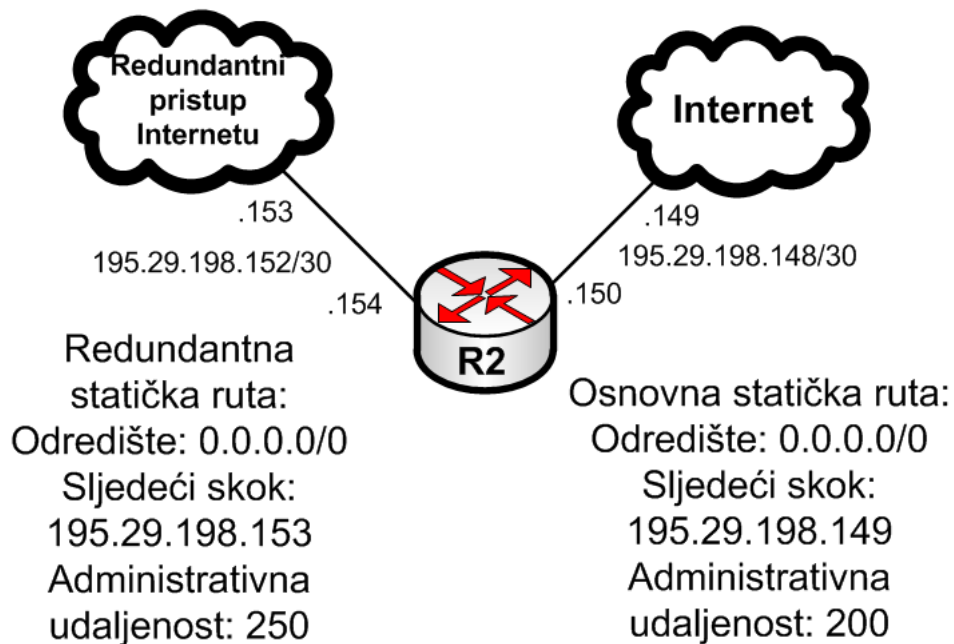 Redundantni
pristup
Internetu
Internet
.153
195.29.198.152/30
.154
.149
195.29.198.148/30
.150
R2
Redundantna
statička ruta:
Odredište: 0.0.0.0/0
Sljedeći skok:
195.29.198.153
Administrativna
udaljenost: 250
Osnovna statička ruta:
Odredište: 0.0.0.0/0
Sljedeći skok:
195.29.198.149
Administrativna
udaljenost: 200